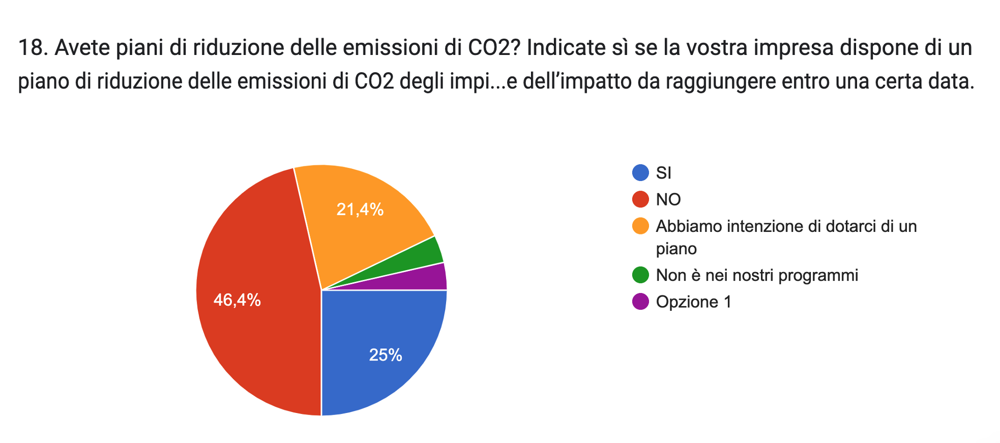 18. Avete piani di riduzione delle emissioni di CO2? Indicate sì se la vostra impresa dispone di un
piano di riduzione delle emissioni di CO2 degli impi...e dell’impatto da raggiungere entro una certa data.
21,4%
46,4%
25%
SI
NO
Abbiamo intenzione di dotarci di un
piano
Non è nei nostri programmi
Opzione 1